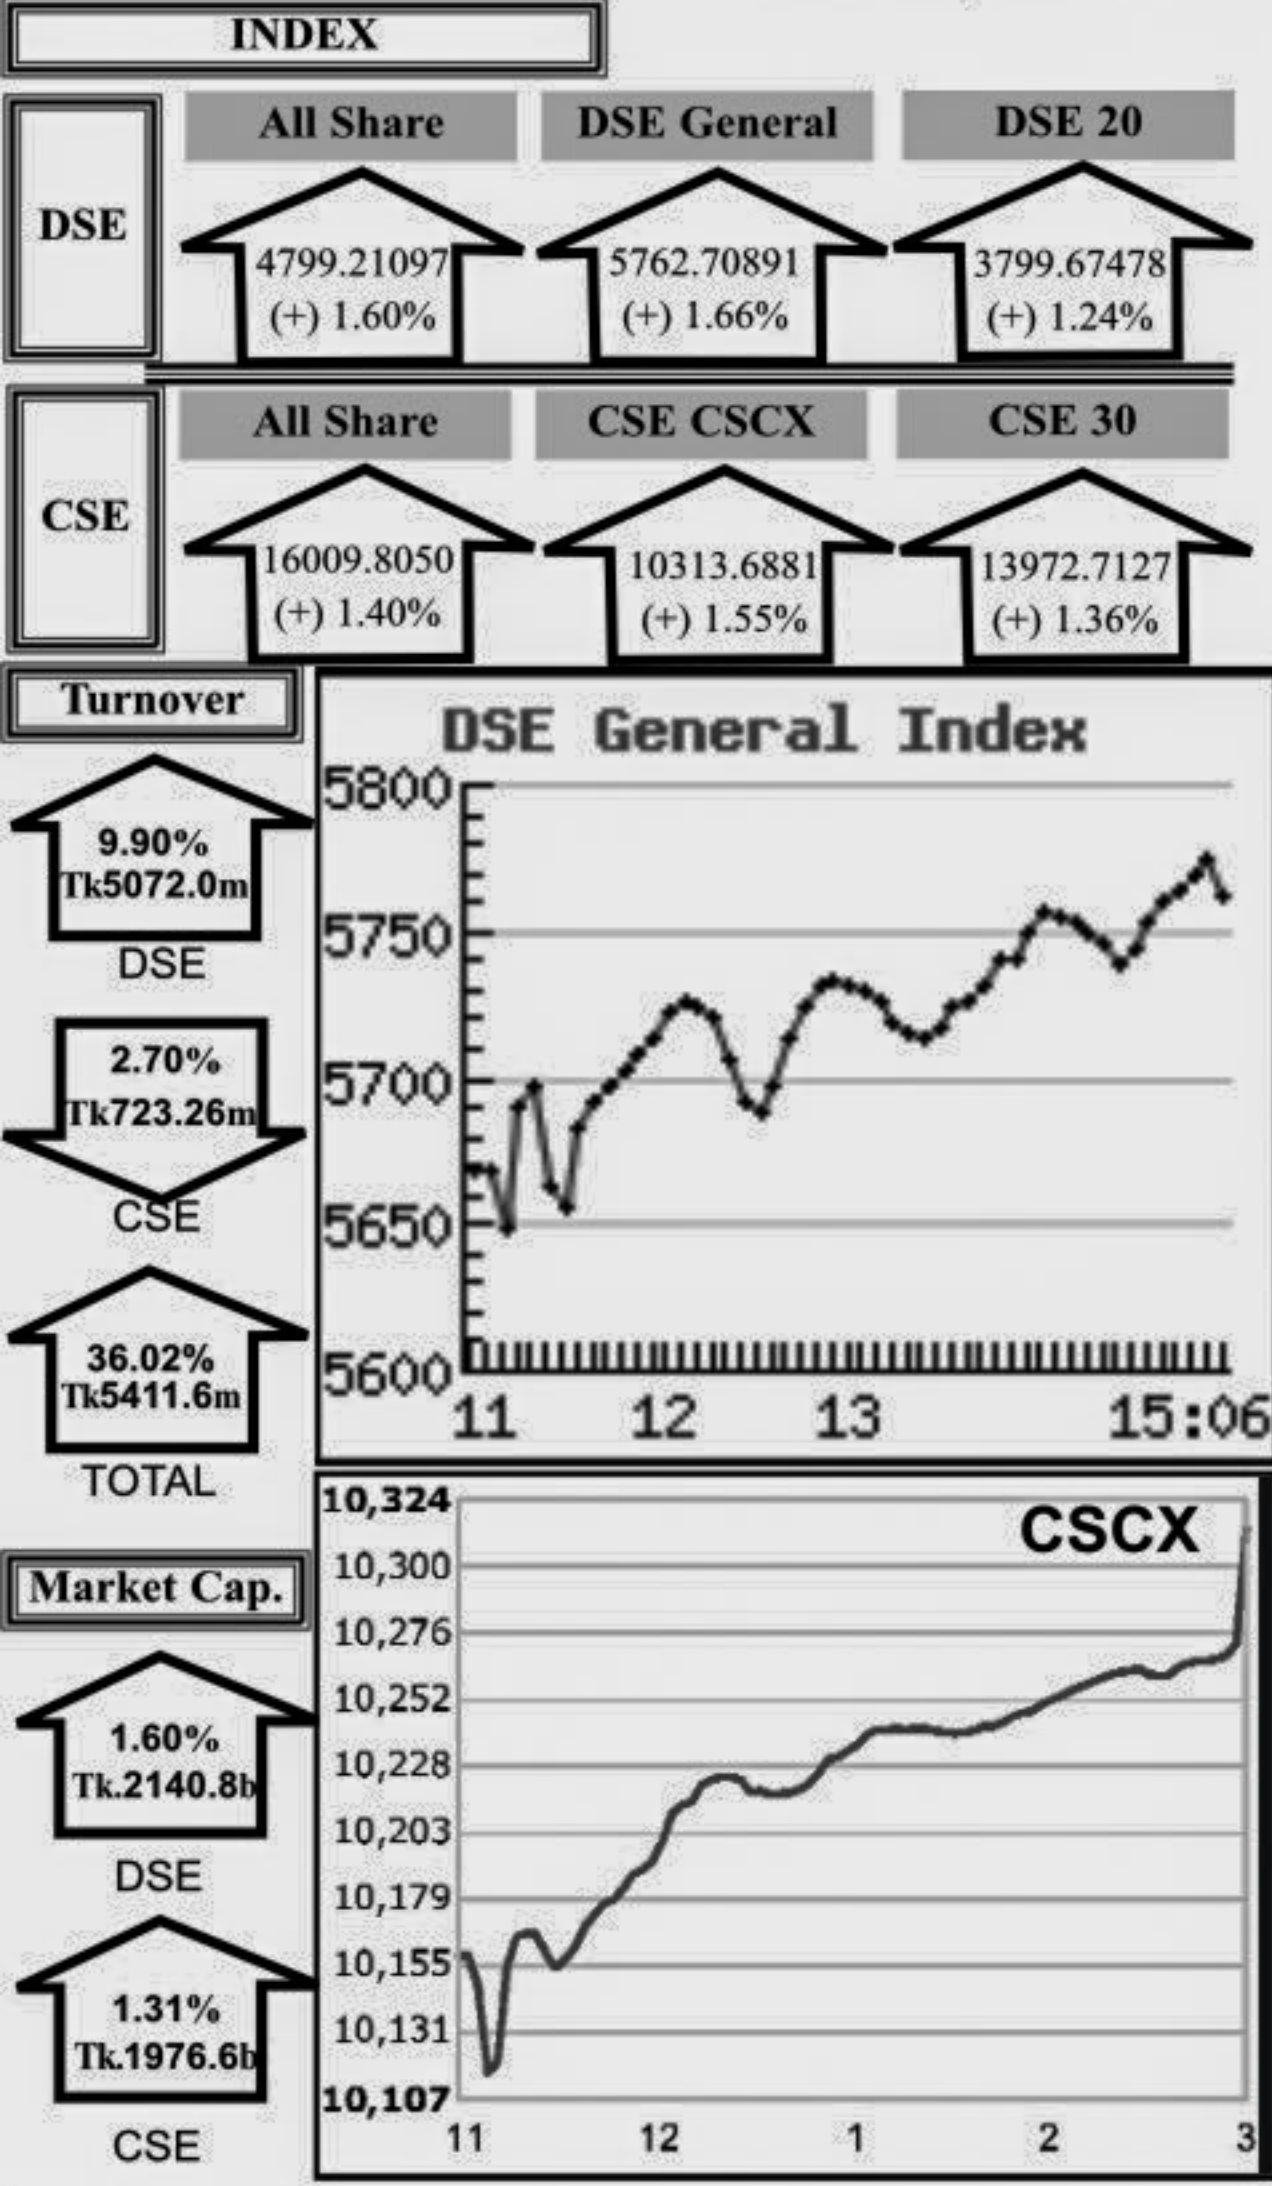 INDEX
DSE
All Share
4799.21097
(+) 1.60%
DSE General
5762.70891
(+) 1.66%
DSE 20
3799.67478
(+) 1.24%
CSE
All Share
16009.8050
(+) 1.40%
CSE CSCX
10313.6881
(+) 1.55%
CSE 30
13972.7127
(+) 1.36%
Turnover
9.90%
Tk5072.0m
DSE
2.70%
Tk723.26m
CSE
36.02%
Tk5411.6m
TOTAL
Market Cap.
1.60%
Tk.2140.8b
DSE
1.31%
Tk.1976.6b
CSE
DSE General Index
5800
5750
5700
5650
5600
11 12 13 15:06
CSCX
10,324
10,300
10,276
10,252
10,228
10,203
10,179
10,155
10,131
10,107
11 12 1 2 3